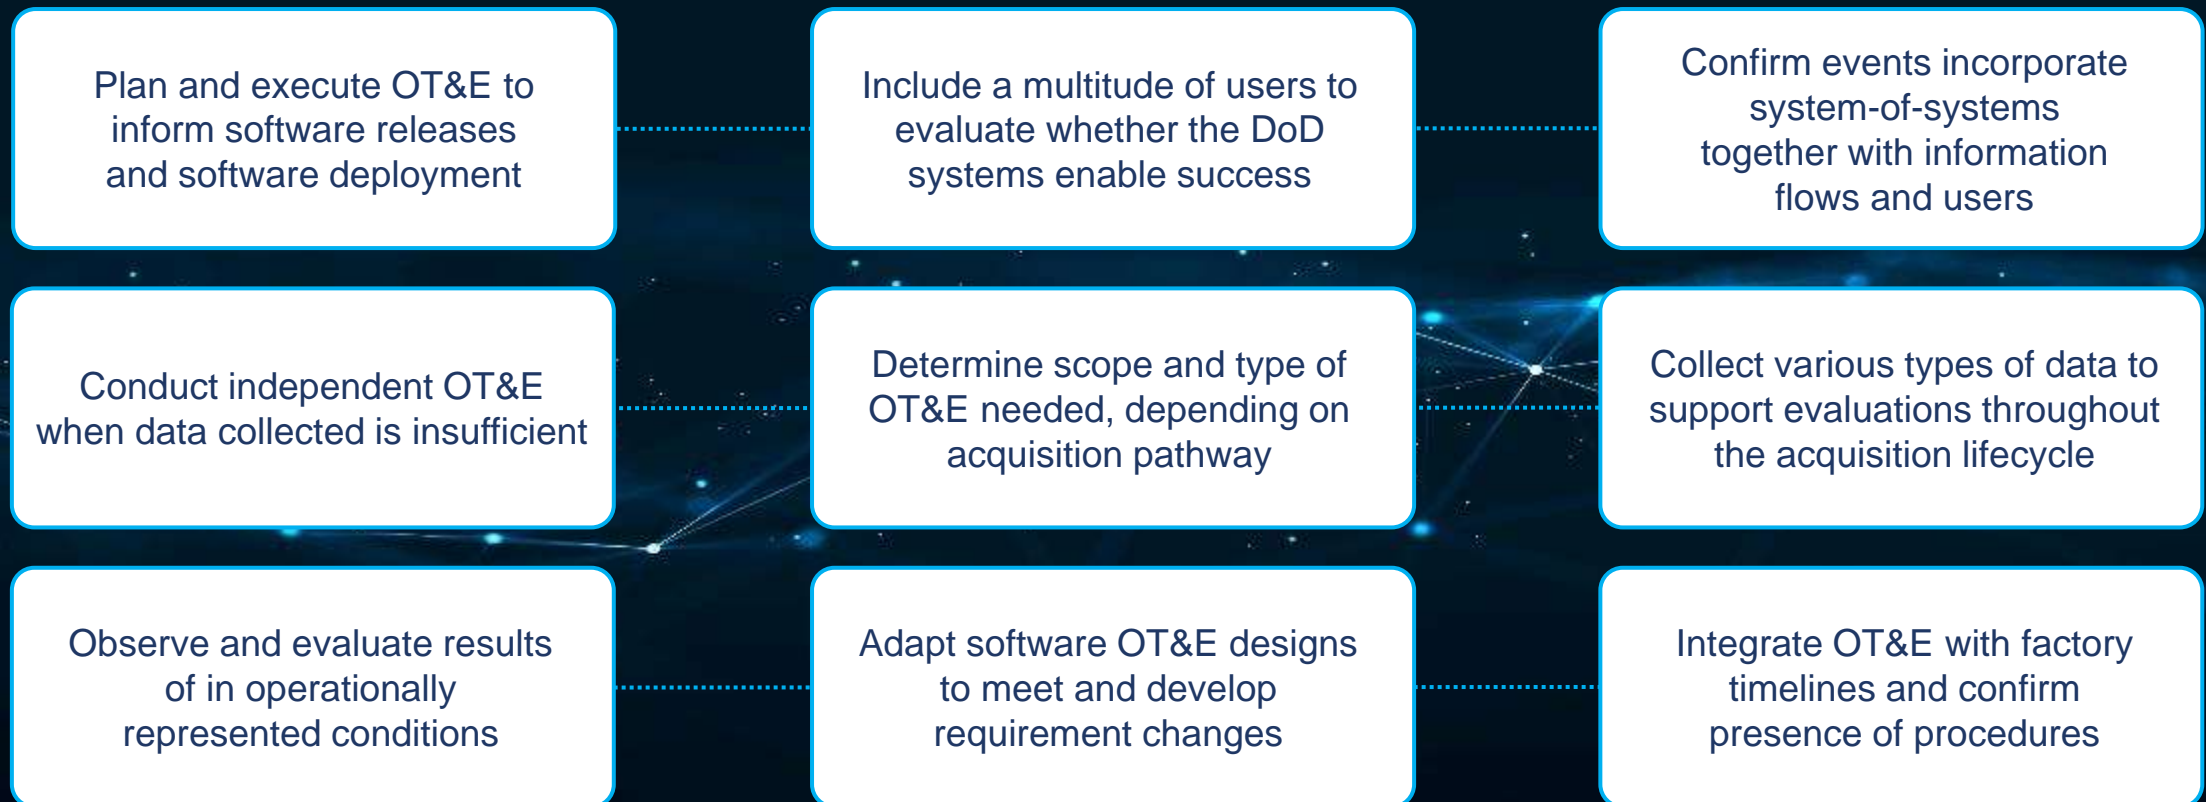 Plan and execute OT&E to
inform software releases
and software deployment
Include a multitude of users to
evaluate whether the DoD
systems enable success
Confirm events incorporate
system-of-systems
together with information
flows and users
Conduct independent OT&E
when data collected is insufficient
Determine scope and type of
OT&E needed, depending on
acquisition pathway
Collect various types of data to
support evaluations throughout
the acquisition lifecycle
Observe and evaluate results
of in operationally
represented conditions
Adapt software OT&E designs
to meet and develop
requirement changes
Integrate OT&E with factory
timelines and confirm
presence of procedures